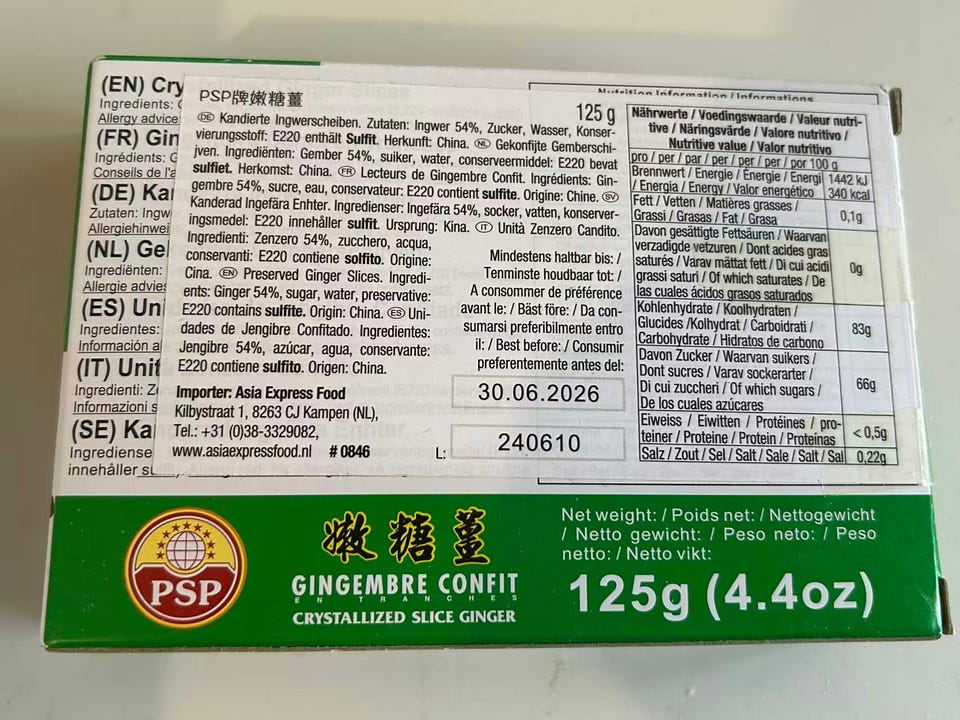 (EN) Cry
Ingredients:
Allergy advice
(FR) Gin
Ingrédients: G
Conseils de l'a
(DE) Ka
Zutaten: Ingw
Allergiehinwei
(NL) Gel
Ingrediënten:
Allergie advies
(ES) Uni
Ingredientes:
Información a
(IT) Unit
Ingredienti: Ze
Informazioni s
(SE) Ka
Ingrediense
innehåller su
PSP牌嫩糖薑
125 g
DE Kandierte Ingwerscheiben. Zutaten: Ingwer 54%, Zucker, Wasser, Konser-
vierungsstoff: E220 enthält Sulfit. Herkunft: China. NL Gekonfijte Gemberschi-
jven. Ingrediënten: Gember 54%, suiker, water, conserveermiddel: E220 bevat
sulfiet. Herkomst: China. FR Lecteurs de Gingembre Confit. Ingrédients: Gin-
gembre 54%, sucre, eau, conservateur: E220 contient sulfite. Origine: Chine. SV
Kanderad Ingefära Enhter. Ingredienser: Ingefära 54%, socker, vatten, konserver-
ingsmedel: E220 innehåller sulfit. Ursprung: Kina. IT Unità Zenzero Candito.
Ingredienti: Zenzero 54%, zucchero, acqua,
conservanti: E220 contiene solfito. Origine:
Cina. EN Preserved Ginger Slices. Ingredi-
ents: Ginger 54%, sugar, water, preservative:
E220 contains sulfite. Origin: China. ES Uni-
dades de Jengibre Confitado. Ingredientes:
Jengibre 54%, azúcar, agua, conservante:
E220 contiene sulfito. Origen: China.
Importer: Asia Express Food
Kilbystraat 1, 8263 CJ Kampen (NL),
Tel.: +31 (0)38-3329082,
www.asiaexpressfood.nl # 0846
Mindestens haltbar bis: /
Tenminste houdbaar tot: /
A consommer de préférence
avant le: / Bäst före: / Da con-
sumarsi preferibilmente entro
il: / Best before: / Consumir
preferentemente antes del:
30.06.2026
L: 240610
Nutrition Information / Informations
Nährwerte / Voedingswaarde / Valeur nutri-
tive / Näringsvärde / Valore nutritivo /
Nutritive value / Valor nutritivo
pro / per / par / per / per / per / por 100 g
Brennwert / Energie / Énergie / Energi 1442 kJ
/ Energia / Energy / Valor energético 340 kcal
Fett / Vetten / Matières grasses /
Grassi / Grasas / Fat / Grasa 0,1g
Davon gesättigte Fettsäuren / Waarvan
verzadigde vetzuren / Dont acides gras
saturés / Varav mättat fett / Di cui acidi 0g
grassi saturi / Of which saturates / De
las cuales ácidos grasos saturados
Kohlenhydrate / Koolhydraten /
Glucides /Kolhydrat / Carboidrati / 83g
Carbohydrate / Hidratos de carbono
Davon Zucker / Waarvan suikers /
Dont sucres / Varav sockerarter /
Di cui zuccheri / Of which sugars / 66g
De los cuales azúcares
Eiweiss / Eiwitten / Protéines / pro-
teiner / Proteine / Protein / Proteínas < 0,5g
Salz / Zout / Sel / Salt / Sale / Salt / Sal 0,22g
PSP
嫩糖薑
GINGEMBRE CONFIT
EN TRANCHES
CRYSTALLIZED SLICE GINGER
Net weight: / Poids net: / Nettogewicht
/ Netto gewicht: / Peso neto: / Peso
netto: / Netto vikt:
125g (4.4oz)